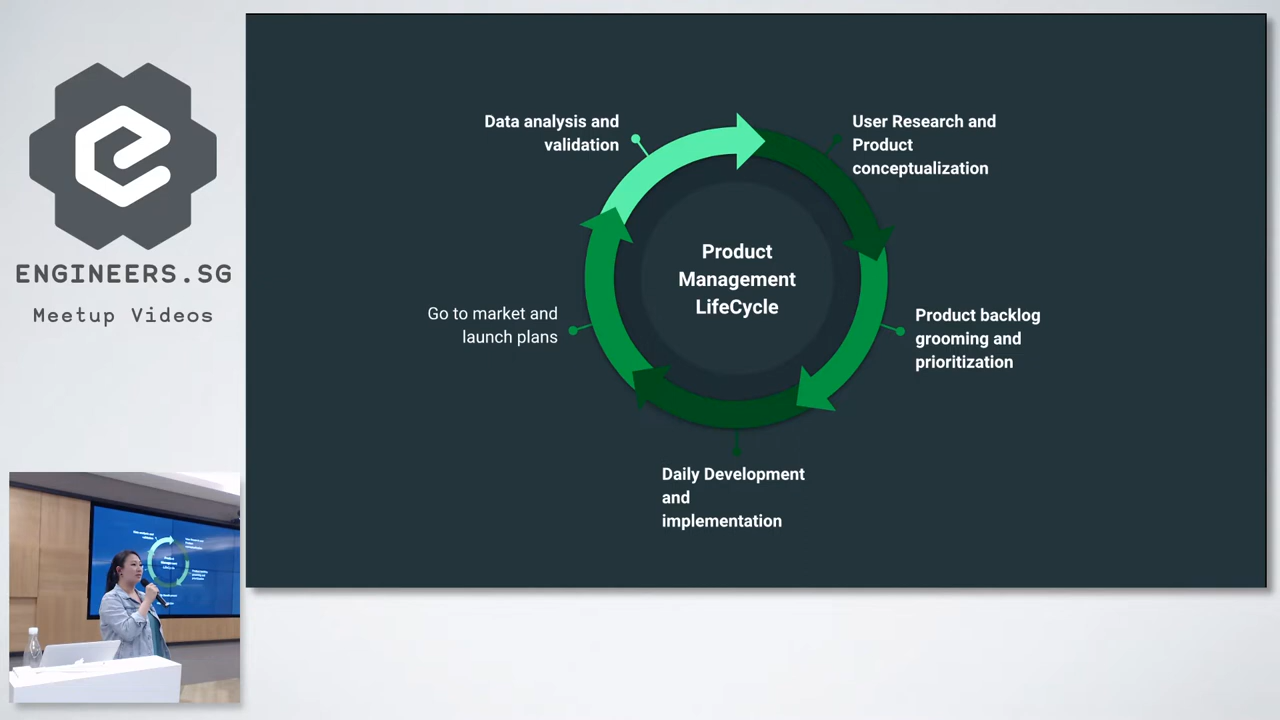 ENGINEERS.SG
Meetup Videos
Data analysis and
validation
User Research and
Product
conceptualization
Product
Management
LifeCycle
Go to market and
launch plans
Product backlog
grooming and
prioritization
Daily Development
and
implementation